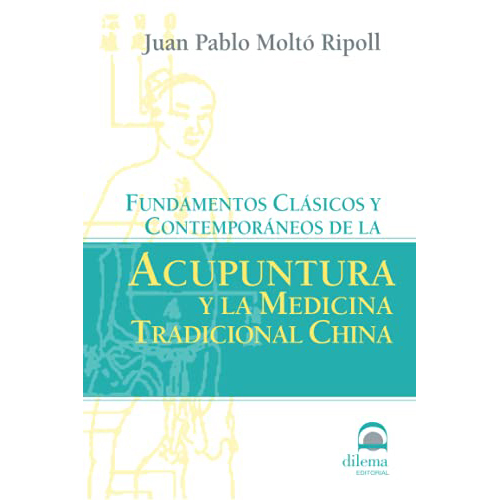 Juan Pablo Moltó Ripoll
FUNDAMENTOS CLÁSICOS Y
CONTEMPORÁNEOS DE LA
ACUPUNTURA
Y LA MEDICINA
TRADICIONAL CHINA
dilema
EDITORIAL